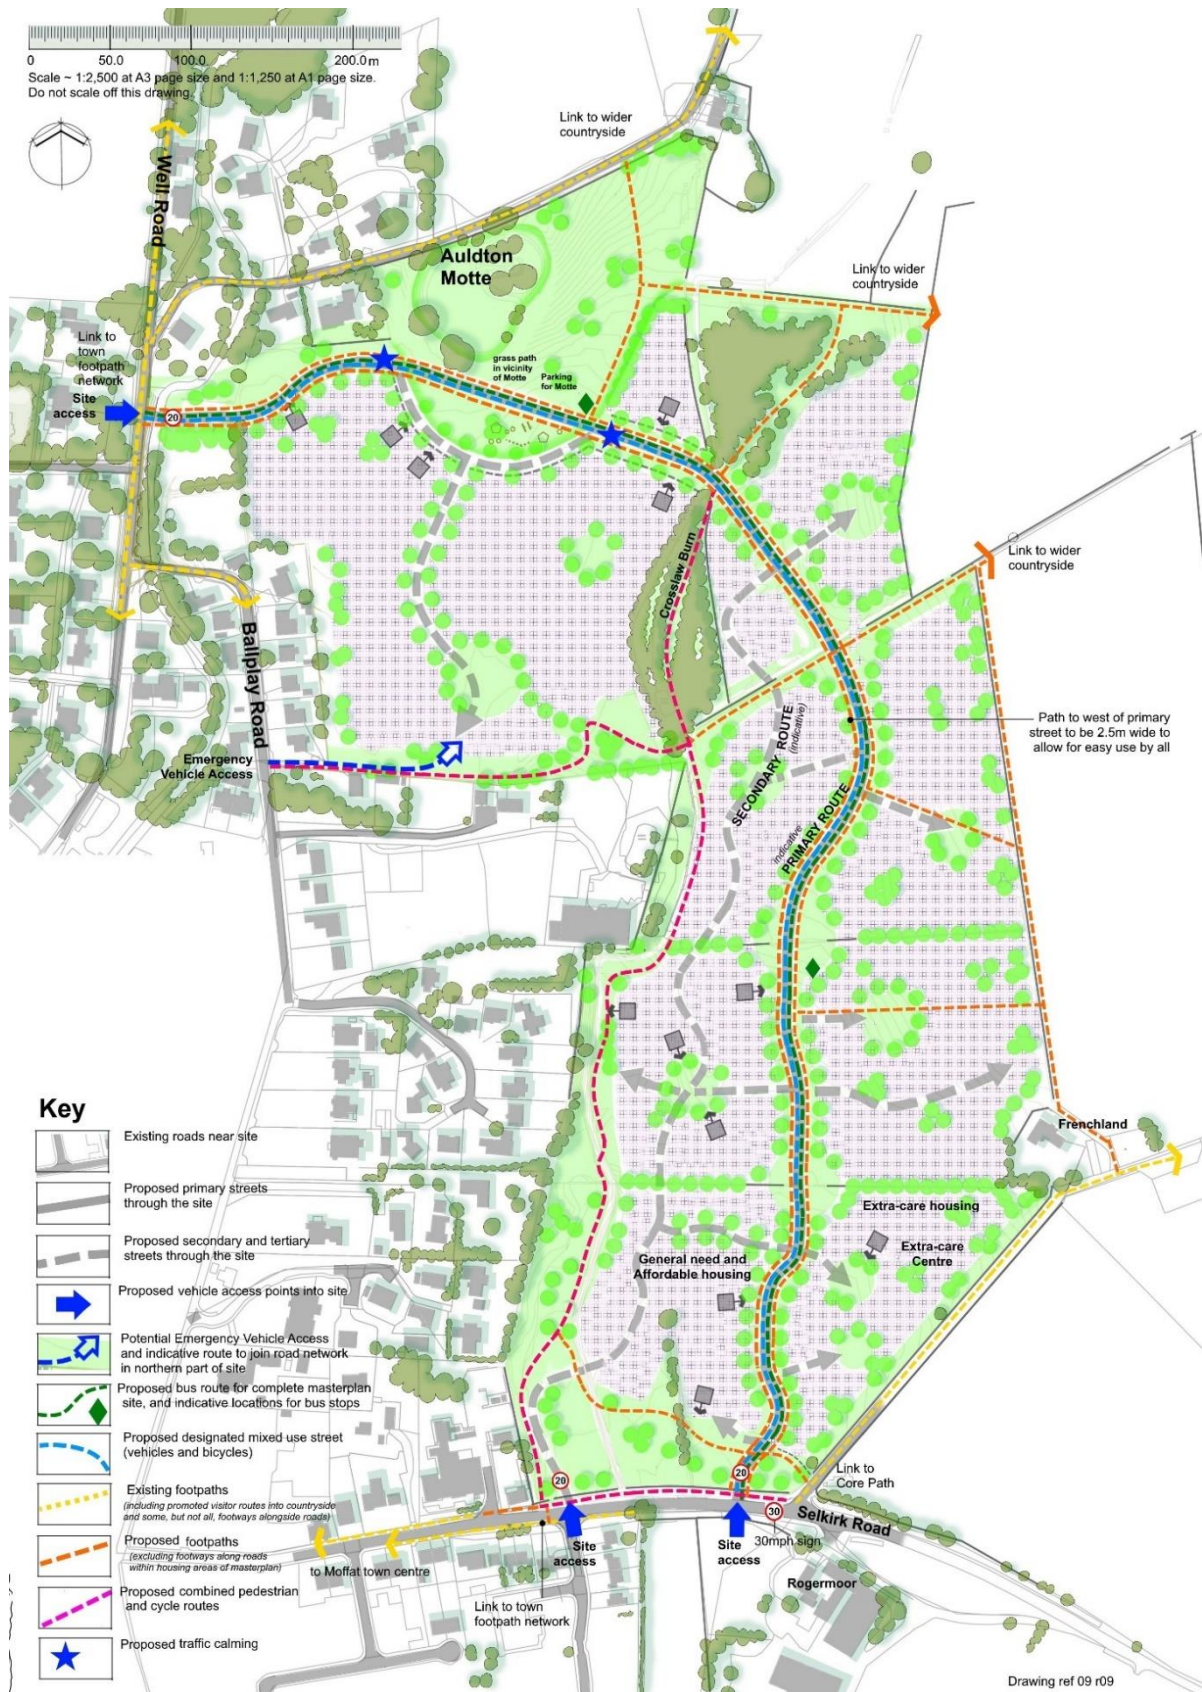 0 50.0 100.0 200.0m
Scale ~ 1:2,500 at A3 page size and 1:1,250 at A1 page size.
Do not scale off this drawing.
Link to wider
countryside
Well Road
Auldton
Motte
Link to wider
countryside
Link to
town
footpath
network
Site
access
20
grass path
in vicinity
of Motte
Parking
for Motte
Crosslaw Burn
Link to wider
countryside
Ballplay Road
Path to west of primary
street to be 2.5m wide to
allow for easy use by all
Emergency
Vehicle Access
SECONDARY ROUTE
(indicative)
indicative
PRIMARY ROUTE
Frenchland
Extra-care housing
Extra-care
Centre
General need and
Affordable housing
20
20
Link to
Core Path
30
Selkirk Road
30mph sign
Site
access
Site
access
to Moffat town centre
Rogermoor
Link to town
footpath network
Key
Existing roads near site
Proposed primary streets
through the site
Proposed secondary and tertiary
streets through the site
Proposed vehicle access points into site
Potential Emergency Vehicle Access
and indicative route to join road network
in northern part of site
Proposed bus route for complete masterplan
site, and indicative locations for bus stops
Proposed designated mixed use street
(vehicles and bicycles)
Existing footpaths
(including promoted visitor routes into countryside
and some, but not all, footways alongside roads)
Proposed footpaths
(excluding footways along roads
within housing areas of masterplan)
Proposed combined pedestrian
and cycle routes
Proposed traffic calming
Drawing ref 09 r09